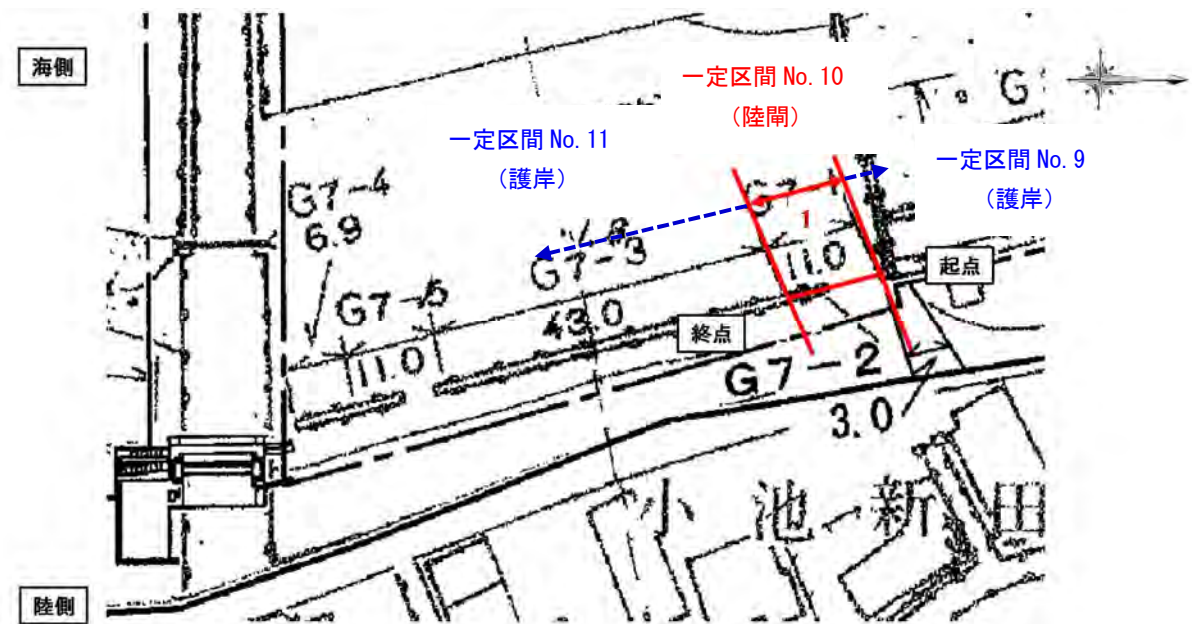 海側
一定区間 No. 10
(陸閘)
G
一定区間 No. 11
(護岸)
一定区間 No. 9
(護岸)
G7-4
6.9
G7-3
43.0
G7-5
11.0
1
11.0
起点
終点
G7-2
3.0
小池新田
陸側